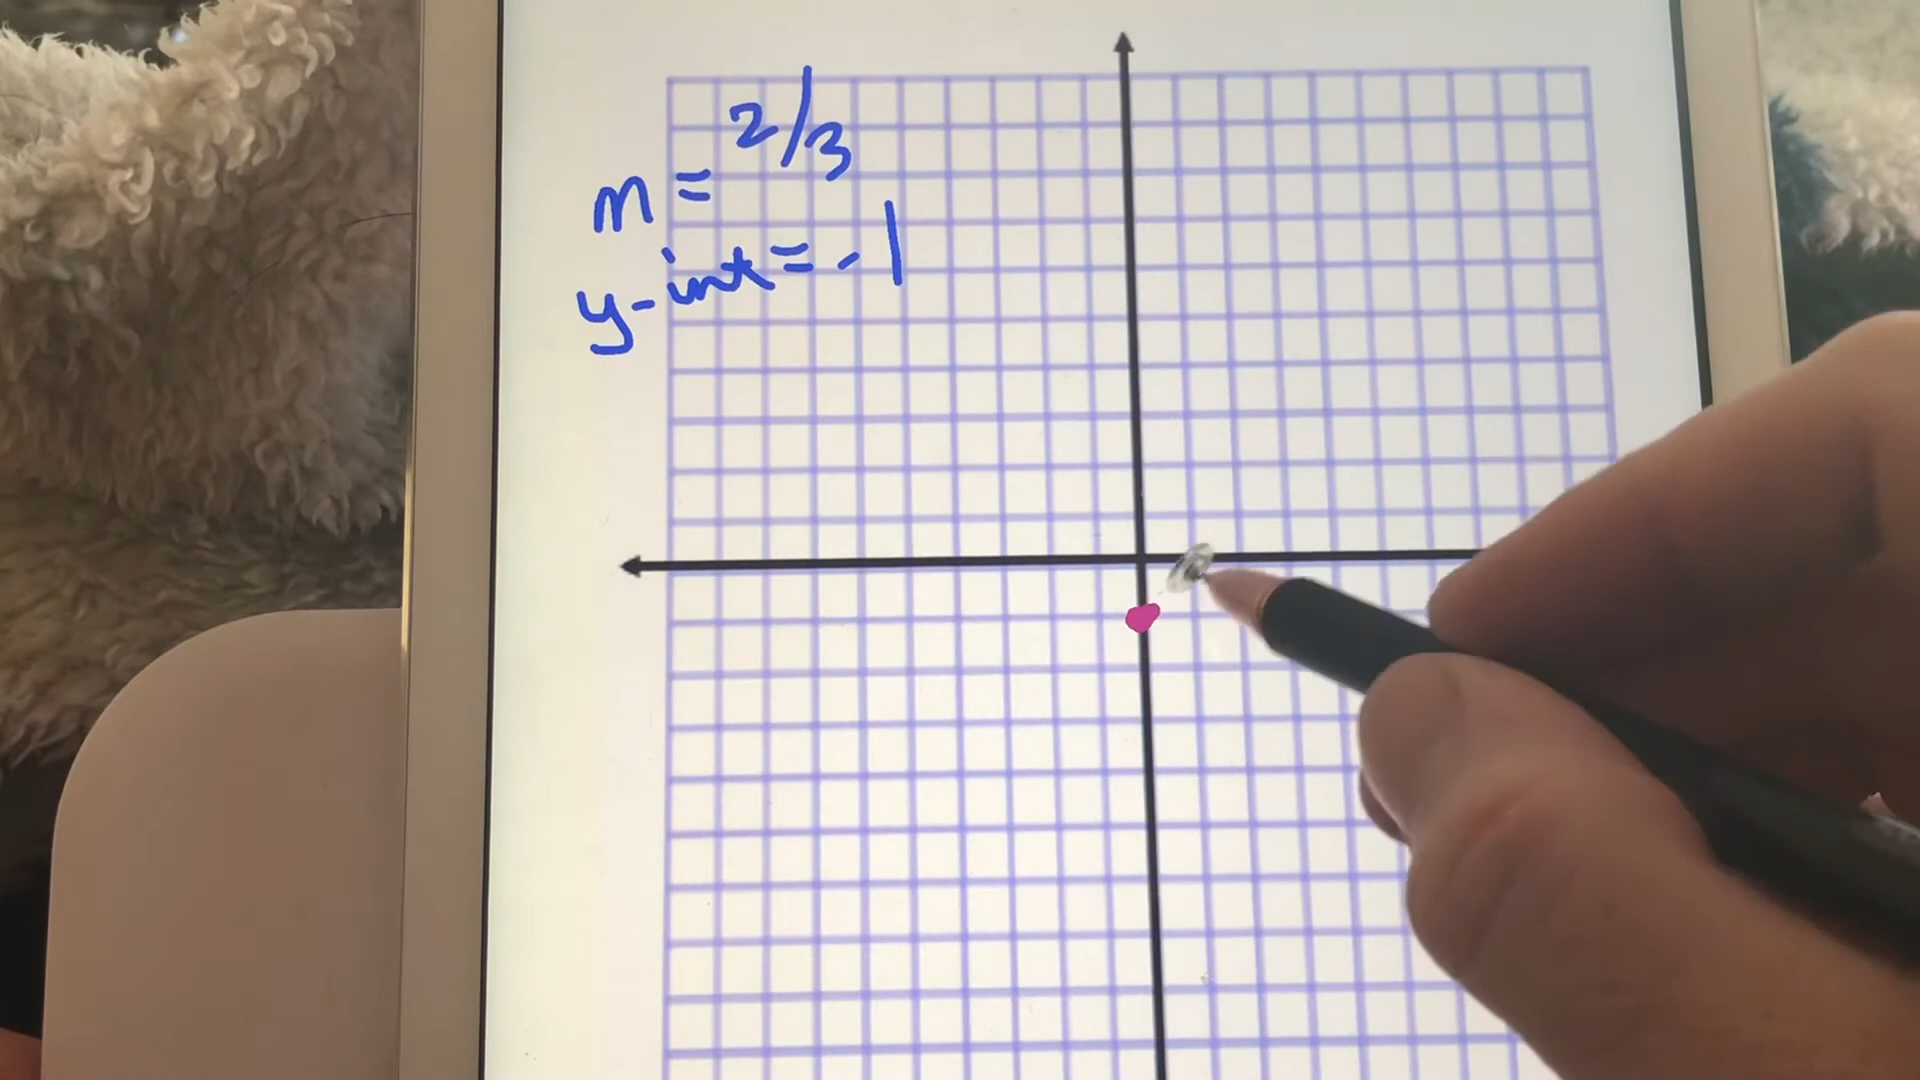 m = 2/3
y-int = -1